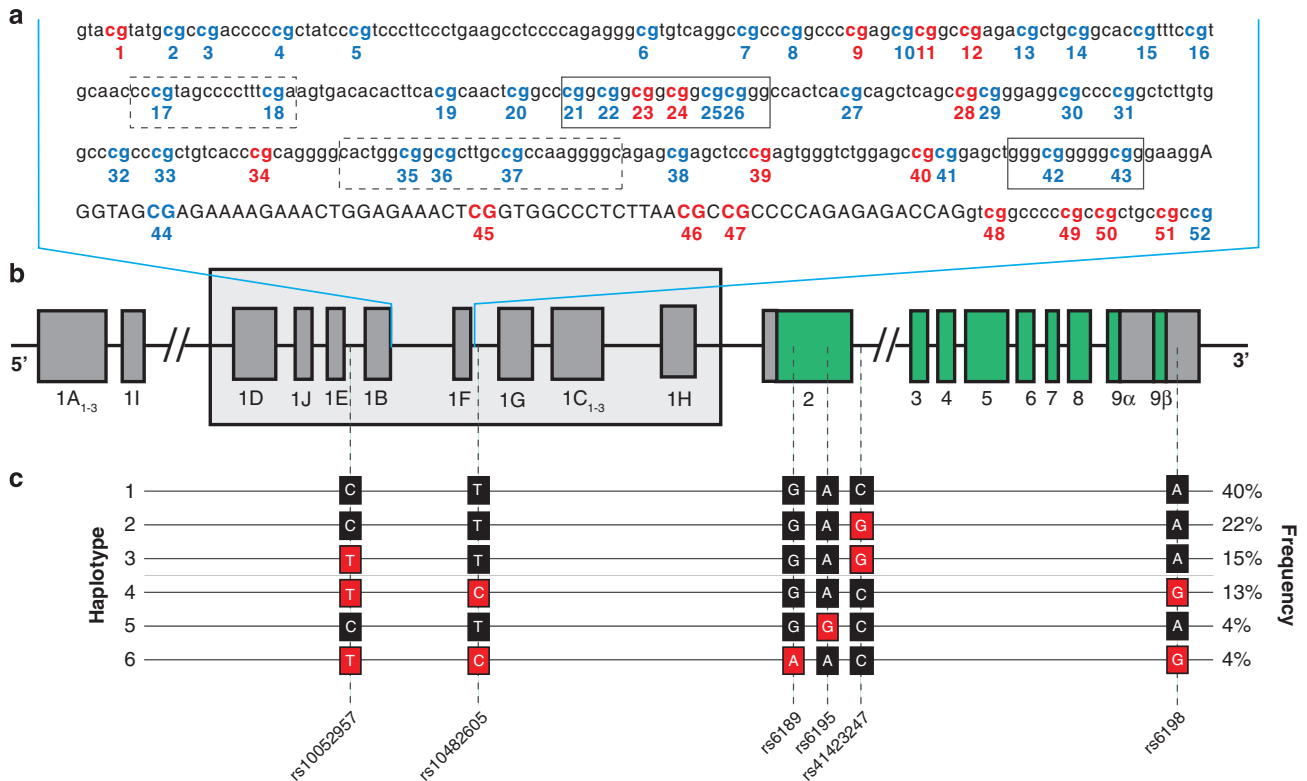 a
gtacgtatgcgccgacccccgctatcccgtcccttccctgaagcctccccagagggcgtgtcaggccgcccggccccgagcgcggccgagacgctgcggcaccgtttccgt
1 2 3 4 5 6 7 8 9 10 11 12 13 14 15 16
gcaaccccgtagcccctttcgaagtgacacacttcacgcaactcggcccggcggcggcggcgcgggccactcacgcagctcagccgcgggaggcgccccggctcttgtg
17 18 19 20 21 22 23 24 25 26 27 28 29 30 31
gcccgcccgctgtcacccgcaggggcactggcggcgcttgccgccaaggggcagagcgagctcccgagtgggtctggagccgcggagctgggcgggggcgggaaggA
32 33 34 35 36 37 38 39 40 41 42 43
GGTAGCGAGAAAAGAAACTGGAGAAACTCGGTGGCCCTCTTAACGCCGCCCCAGAGAGACCAGgtcggcccccgccgctgccgccg
44 45 46 47 48 49 50 51 52
b
5’ 3’
1A1-3 1I 1D 1J 1E 1B 1F 1G 1C1-3 1H 2 3 4 5 6 7 8 9α 9β
c
Haplotype
Frequency
1 C T G A C A 40%
2 C T G A G A 22%
3 T T G A G A 15%
4 T C G A C G 13%
5 C T G G C A 4%
6 T C A A C G 4%
rs10052957 rs10482605 rs6189 rs6195 rs41423247 rs6198